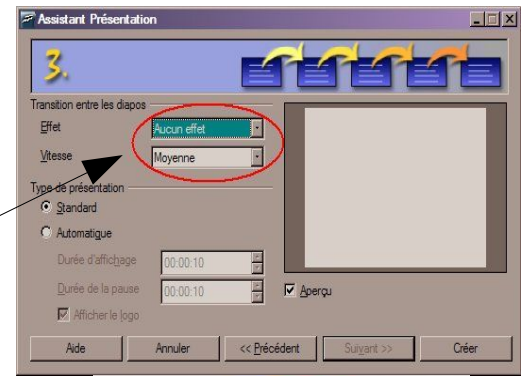 Assistant Présentation
3.
Transition entre les diapos
Effet
Aucun effet
Vitesse
Moyenne
Type de présentation
Standard
Automatique
Durée d'affichage
00:00:10
Durée de la pause
00:00:10
Afficher le logo
Aperçu
Aide
Annuler
<< Précédent
Suivant >>
Créer